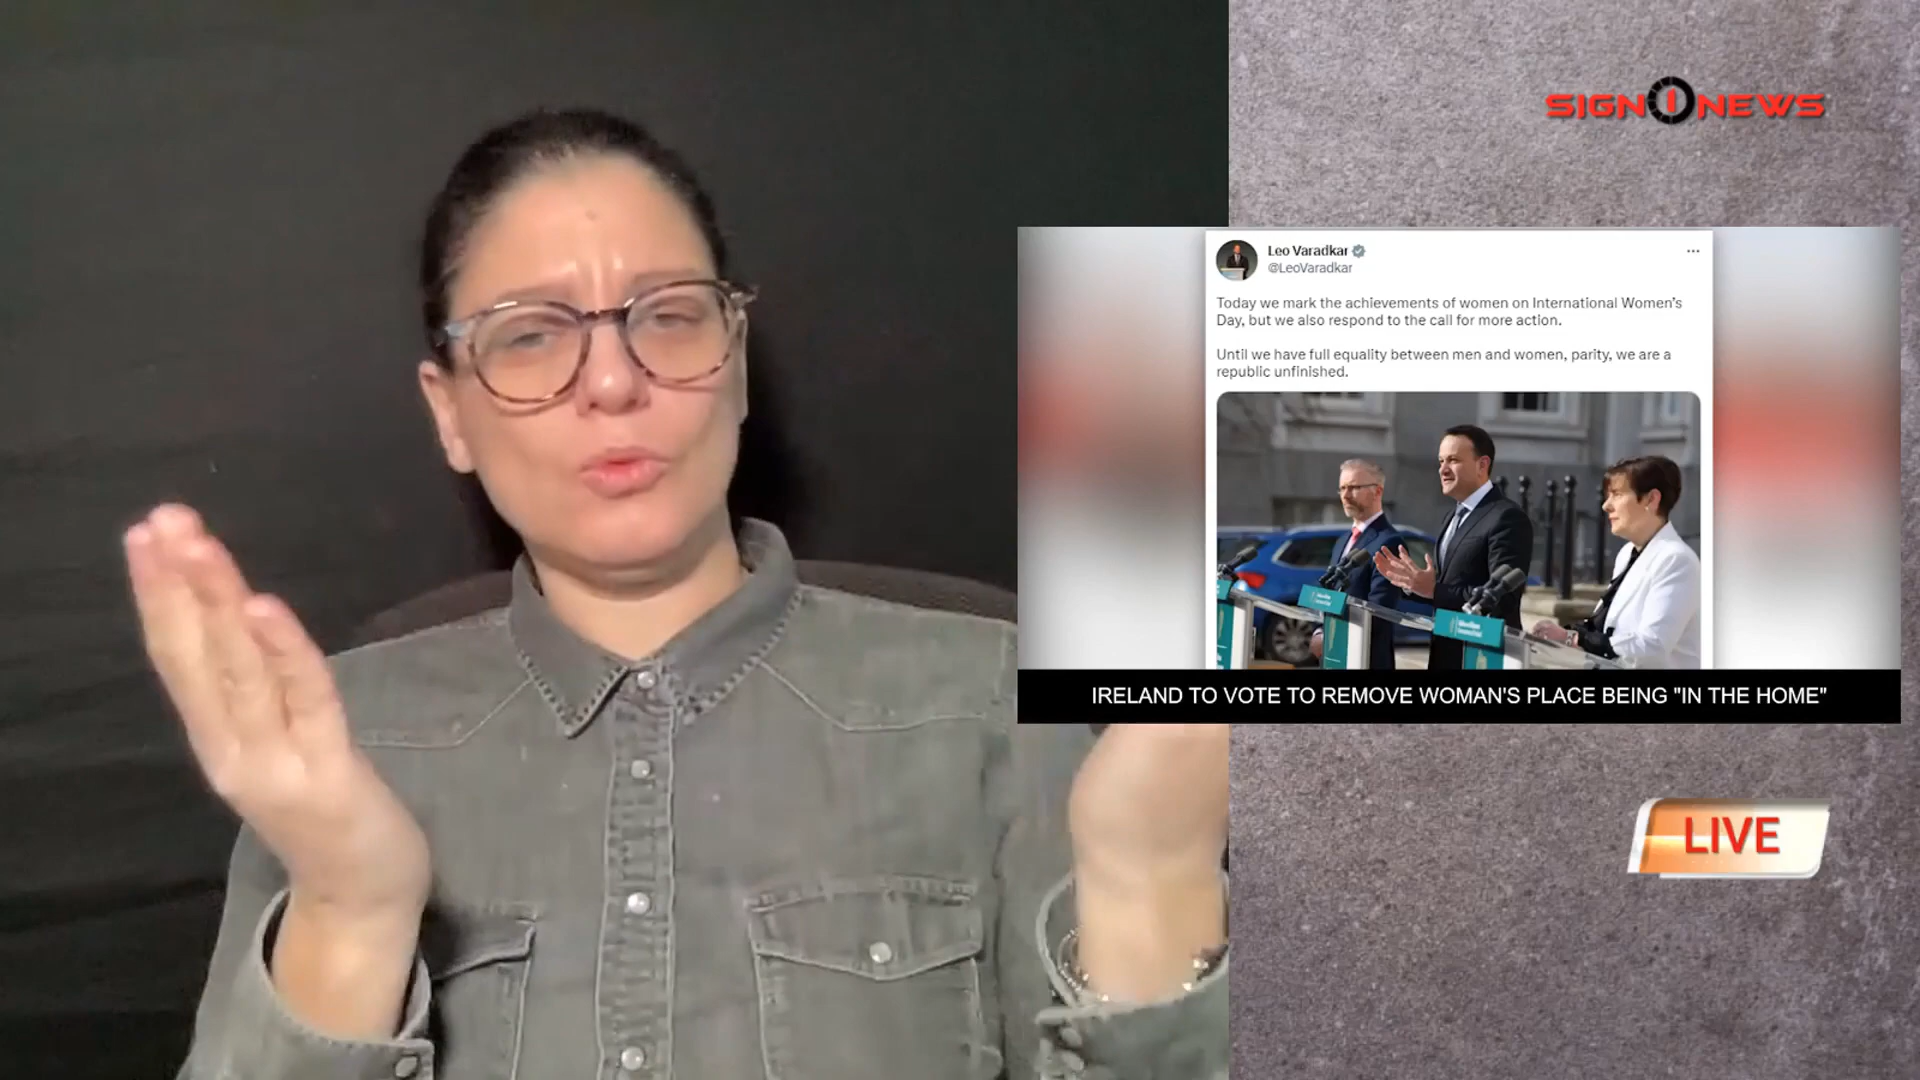 SIGN1NEWS
Leo Varadkar
@LeoVaradkar
Today we mark the achievements of women on International Women's
Day, but we also respond to the call for more action.
Until we have full equality between men and women, parity, we are a
republic unfinished.
IRELAND TO VOTE TO REMOVE WOMAN'S PLACE BEING "IN THE HOME"
LIVE